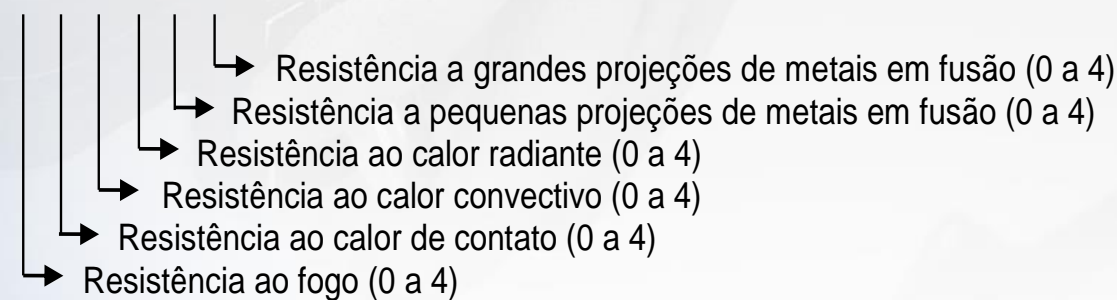 Resistência a grandes projeções de metais em fusão (0 a 4)
Resistência a pequenas projeções de metais em fusão (0 a 4)
Resistência ao calor radiante (0 a 4)
Resistência ao calor convectivo (0 a 4)
Resistência ao calor de contato (0 a 4)
Resistência ao fogo (0 a 4)